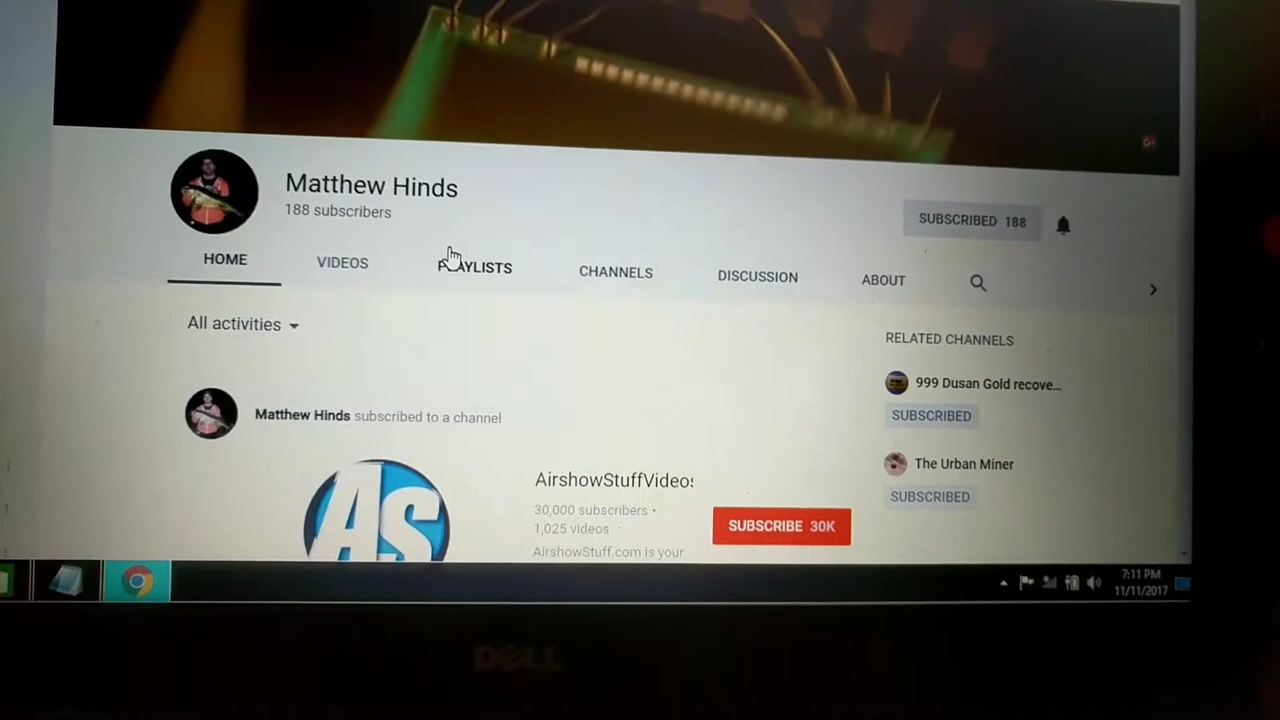 Matthew Hinds
188 subscribers
SUBSCRIBED 188
HOME
VIDEOS
PLAYLISTS
CHANNELS
DISCUSSION
ABOUT
All activities
RELATED CHANNELS
999 Dusan Gold recove...
SUBSCRIBED
The Urban Miner
SUBSCRIBED
Matthew Hinds subscribed to a channel
AS
AirshowStuffVideos
30,000 subscribers •
1,025 videos •
AirshowStuff.com is your
SUBSCRIBE 30K
7:11 PM
11/11/2017
DELL